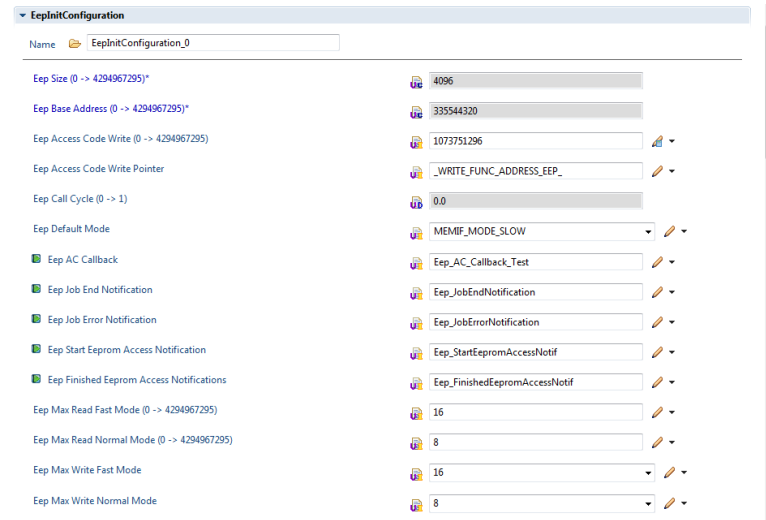 EepInitConfiguration
Name EepInitConfiguration_0
Eep Size (0 -> 4294967295)* 4096
Eep Base Address (0 -> 4294967295)* 335544320
Eep Access Code Write (0 -> 4294967295) 1073751296
Eep Access Code Write Pointer _WRITE_FUNC_ADDRESS_EEP_
Eep Call Cycle (0 -> 1) 0.0
Eep Default Mode MEMIF_MODE_SLOW
Eep AC Callback Eep_AC_Callback_Test
Eep Job End Notification Eep_JobEndNotification
Eep Job Error Notification Eep_JobErrorNotification
Eep Start Eeprom Access Notification Eep_StartEepromAccessNotif
Eep Finished Eeprom Access Notifications Eep_FinishedEepromAccessNotif
Eep Max Read Fast Mode (0 -> 4294967295) 16
Eep Max Read Normal Mode (0 -> 4294967295) 8
Eep Max Write Fast Mode 16
Eep Max Write Normal Mode 8